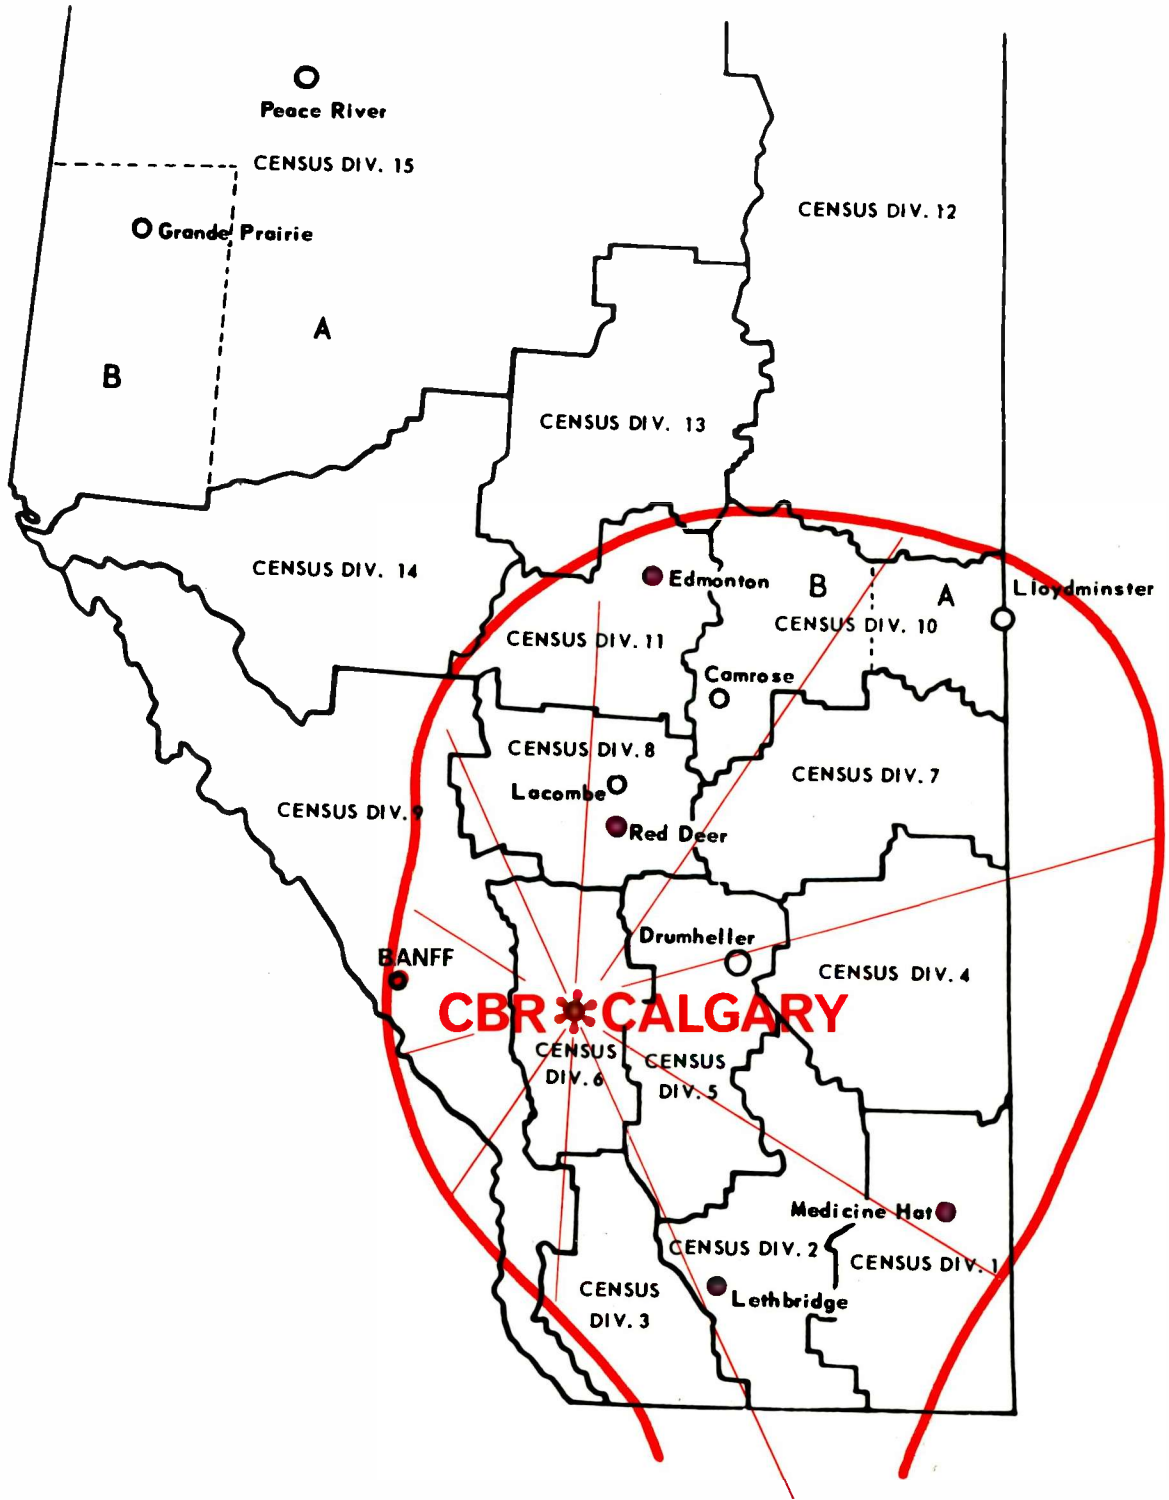 Peace River
CENSUS DIV. 15
CENSUS DIV. 12
Grande Prairie
A
B
CENSUS DIV. 13
CENSUS DIV. 14
Edmonton
B
A
Lloydminster
CENSUS DIV. 10
CENSUS DIV. 11
Camrose
CENSUS DIV. 8
CENSUS DIV. 7
Lacombe
CENSUS DIV. 9
Red Deer
Drumheller
BANFF
CENSUS DIV. 4
CBR CALGARY
CENSUS
DIV. 6
CENSUS
DIV. 5
Medicine Hat
CENSUS DIV. 2
CENSUS DIV. 1
CENSUS
DIV. 3
Lethbridge